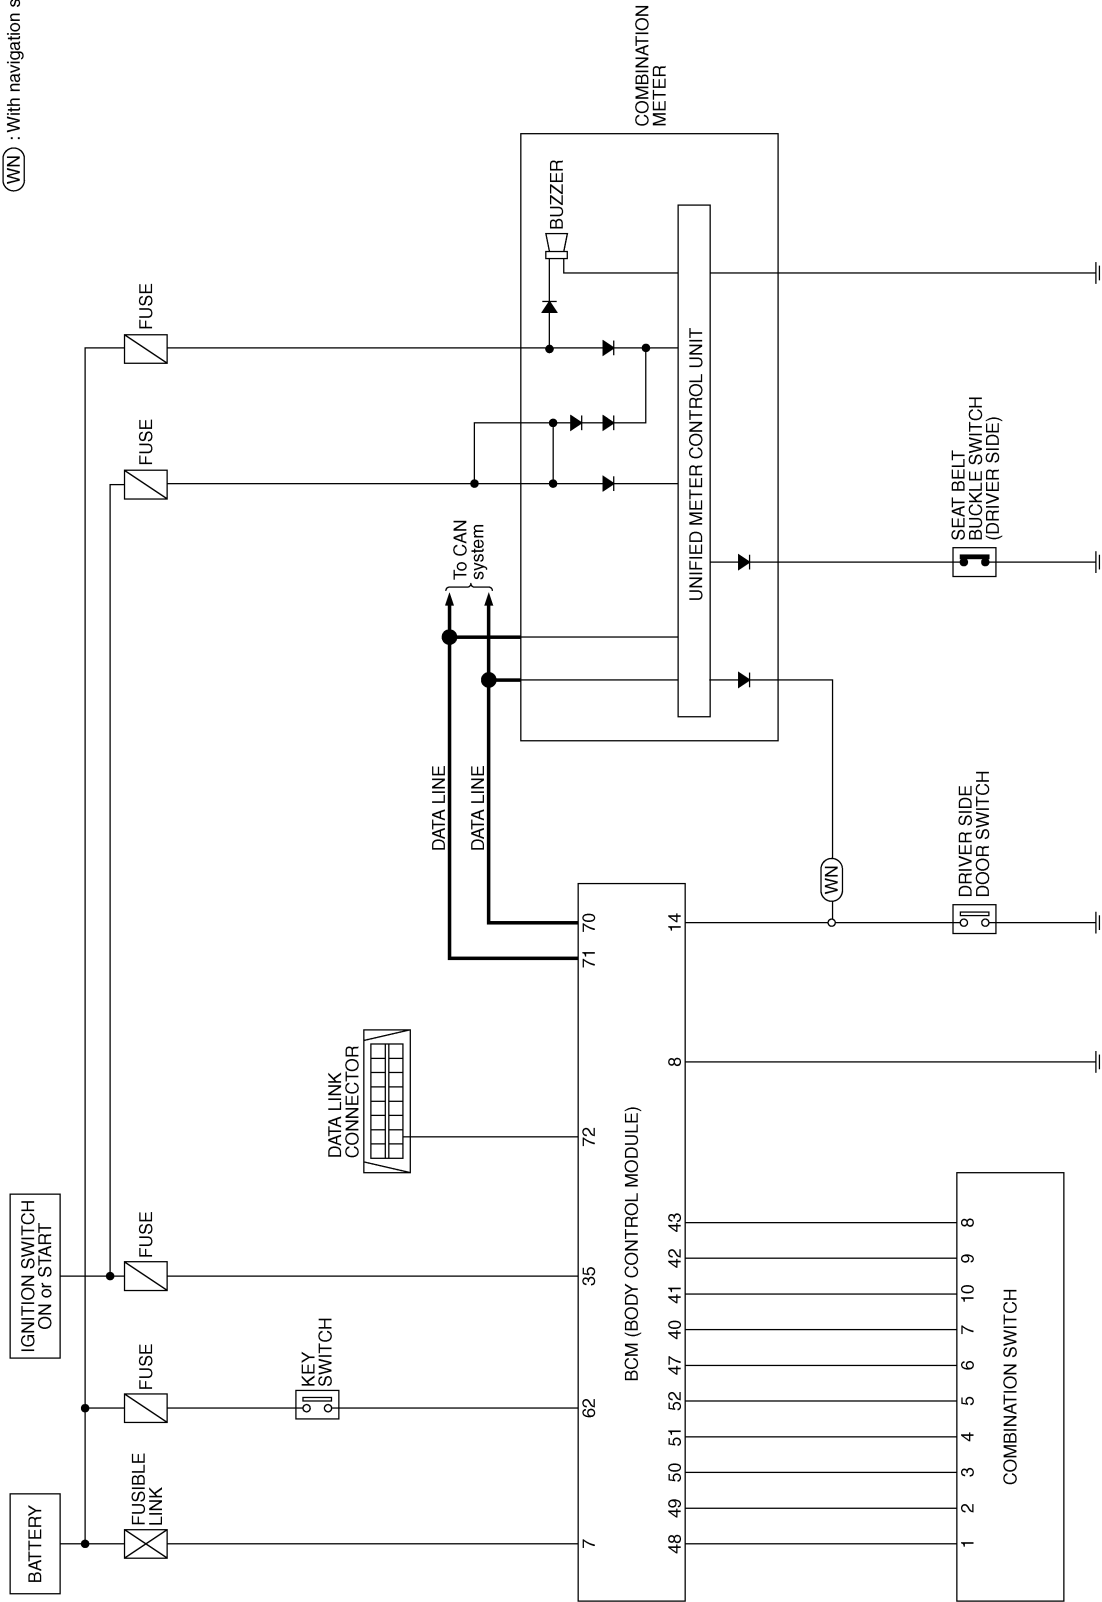 WN : With navigation s
BATTERY
IGNITION SWITCH
ON or START
FUSIBLE
LINK
FUSE
FUSE
FUSE
FUSE
KEY
SWITCH
DATA LINK
CONNECTOR
DATA LINE
DATA LINE
To CAN
system
COMBINATION
METER
BUZZER
UNIFIED METER CONTROL UNIT
7
62
35
72
71
70
BCM (BODY CONTROL MODULE)
48
49
50
51
52
47
40
41
42
43
8
14
WN
1
2
3
4
5
6
7
10
9
8
COMBINATION SWITCH
DRIVER SIDE
DOOR SWITCH
SEAT BELT
BUCKLE SWITCH
(DRIVER SIDE)